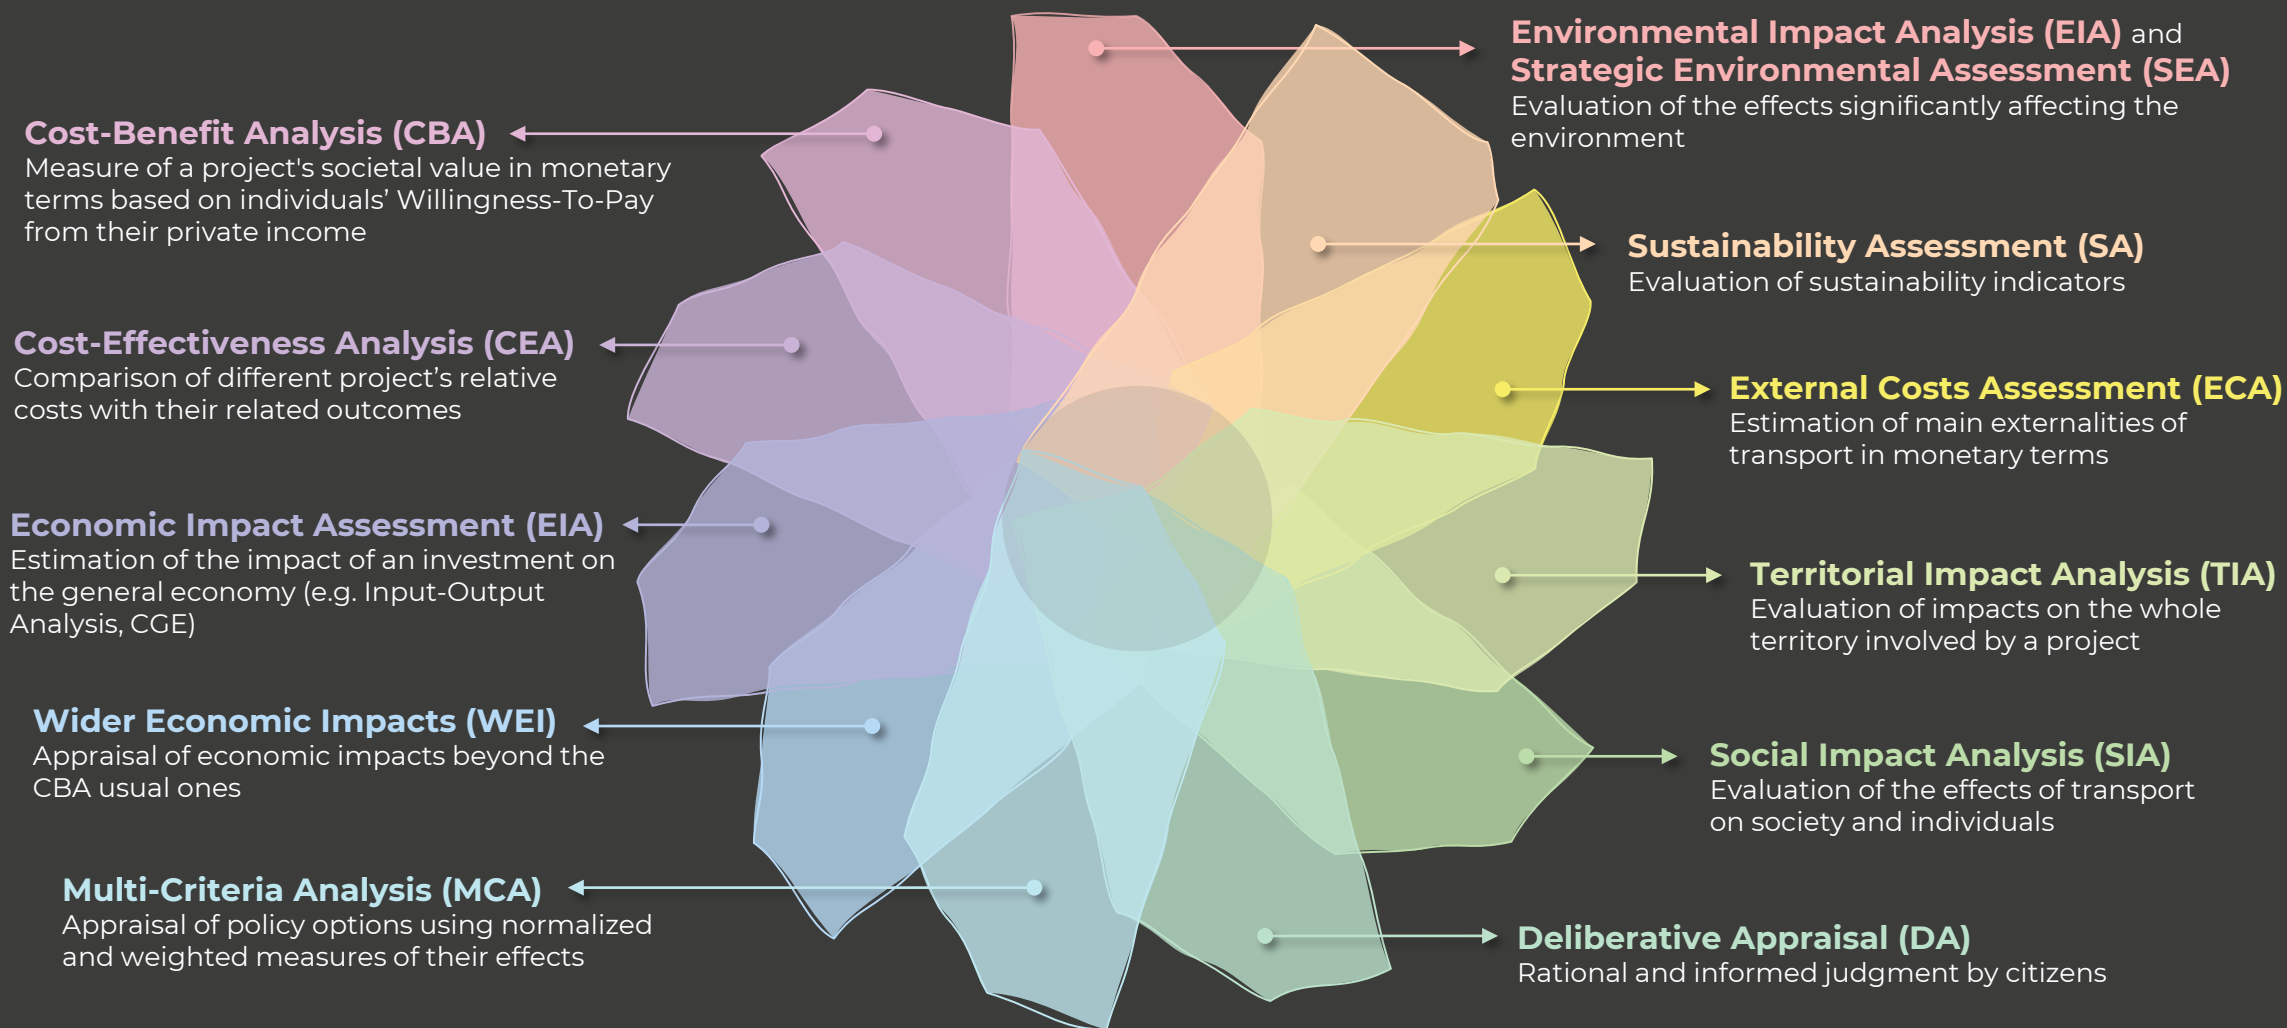 Environmental Impact Analysis (EIA) and
Strategic Environmental Assessment (SEA)
Evaluation of the effects significantly affecting the
environment
Cost-Benefit Analysis (CBA)
Measure of a project's societal value in monetary
terms based on individuals’ Willingness-To-Pay
from their private income
Sustainability Assessment (SA)
Evaluation of sustainability indicators
Cost-Effectiveness Analysis (CEA)
Comparison of different project’s relative
costs with their related outcomes
External Costs Assessment (ECA)
Estimation of main externalities of
transport in monetary terms
Economic Impact Assessment (EIA)
Estimation of the impact of an investment on
the general economy (e.g. Input-Output
Analysis, CGE)
Territorial Impact Analysis (TIA)
Evaluation of impacts on the whole
territory involved by a project
Wider Economic Impacts (WEI)
Appraisal of economic impacts beyond the
CBA usual ones
Social Impact Analysis (SIA)
Evaluation of the effects of transport
on society and individuals
Multi-Criteria Analysis (MCA)
Appraisal of policy options using normalized
and weighted measures of their effects
Deliberative Appraisal (DA)
Rational and informed judgment by citizens